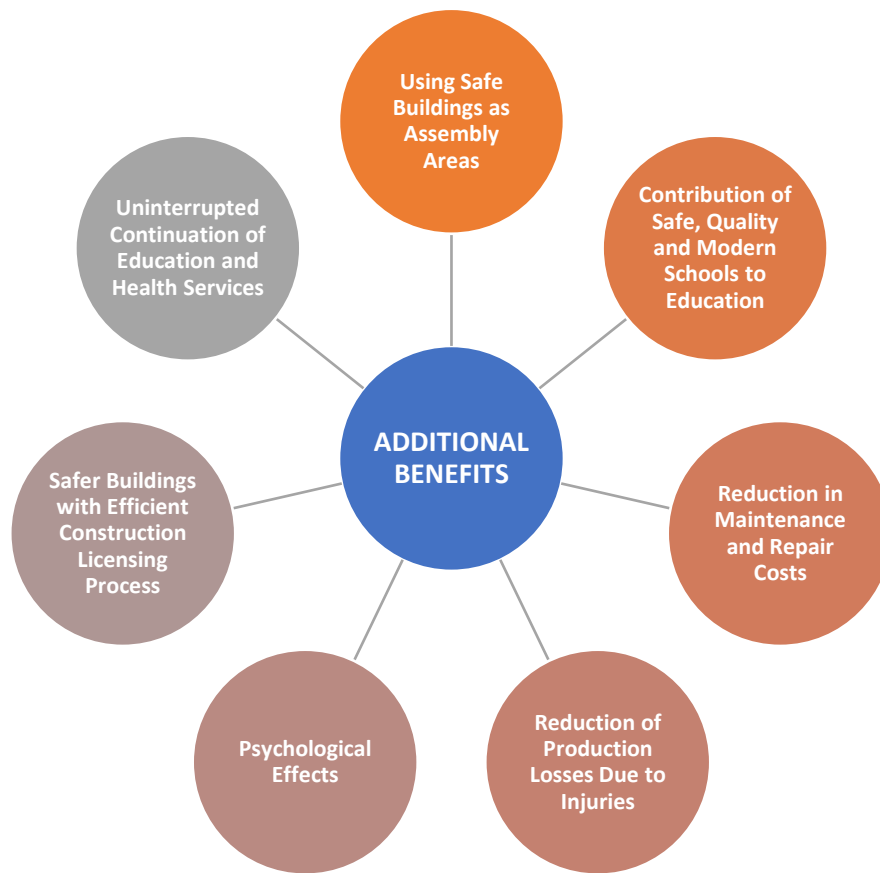 Using Safe
Buildings as
Assembly
Areas
Contribution of
Safe, Quality
and Modern
Schools to
Education
Reduction in
Maintenance
and Repair
Costs
Reduction of
Production
Losses Due to
Injuries
Psychological
Effects
Safer Buildings
with Efficient
Construction
Licensing
Process
Uninterrupted
Continuation of
Education and
Health Services
ADDITIONAL
BENEFITS